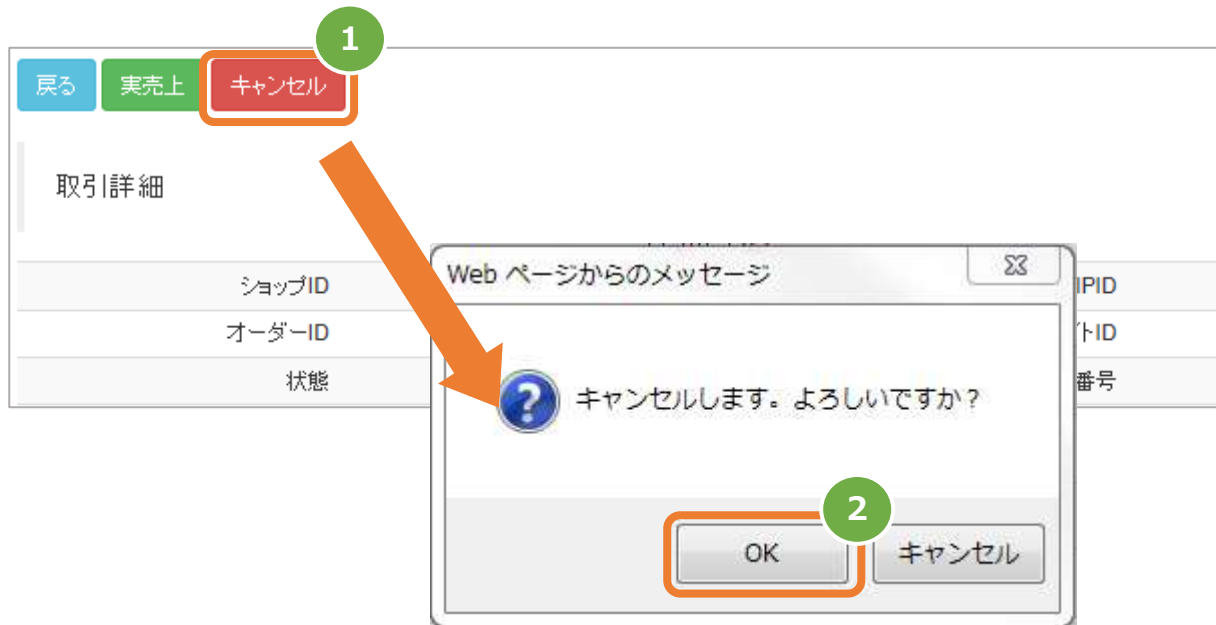 1
戻る 実売上 キャンセル
取引詳細
Web ページからのメッセージ
ショップID IPID
オーダーID トID
状態 番号
? キャンセルします。よろしいですか？
2
OK キャンセル